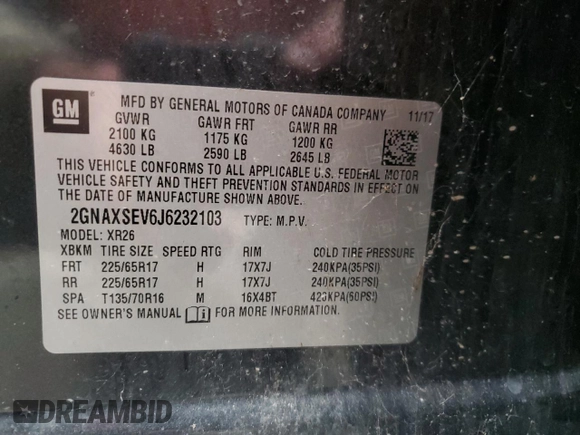 GM
MFD BY GENERAL MOTORS OF CANADA COMPANY 11/17
GVWR GAWR FRT GAWR RR
2100 KG 1175 KG 1200 KG
4630 LB 2590 LB 2645 LB
THIS VEHICLE CONFORMS TO ALL APPLICABLE U.S. FEDERAL MOTOR
VEHICLE SAFETY AND THEFT PREVENTION STANDARDS IN EFFECT ON THE
DATE OF MANUFACTURE SHOWN ABOVE.
2GNAXSEV6J6232103 TYPE: M.P.V.
MODEL: XR26
XBKM TIRE SIZE SPEED RTG RIM COLD TIRE PRESSURE
FRT 225/65R17 H 17X7J 240KPA(35PSI)
RR 225/65R17 H 17X7J 240KPA(35PSI)
SPA T135/70R16 M 16X4BT 420KPA(60PSI)
SEE OWNER'S MANUAL FOR MORE INFORMATION
DREAMBID